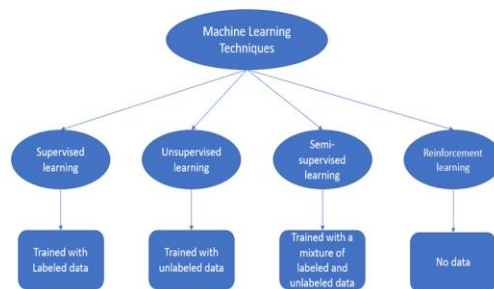 Machine Learning
Techniques
Supervised
learning
Unsupervised
learning
Semi-
supervised
learning
Reinforcement
learning
Trained with
Labeled data
Trained with
unlabeled data
Trained with a
mixture of
labeled and
unlabeled data
No data